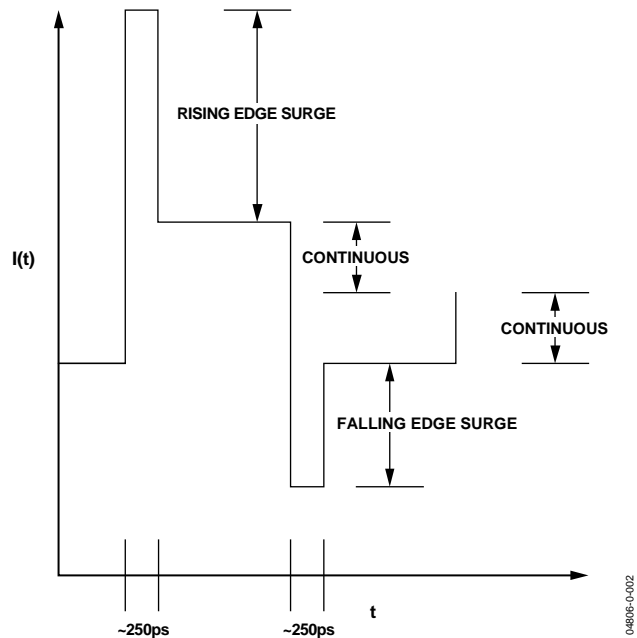 RISING EDGE SURGE
I(t)
CONTINUOUS
CONTINUOUS
FALLING EDGE SURGE
t
~250ps
~250ps
04806-0-002